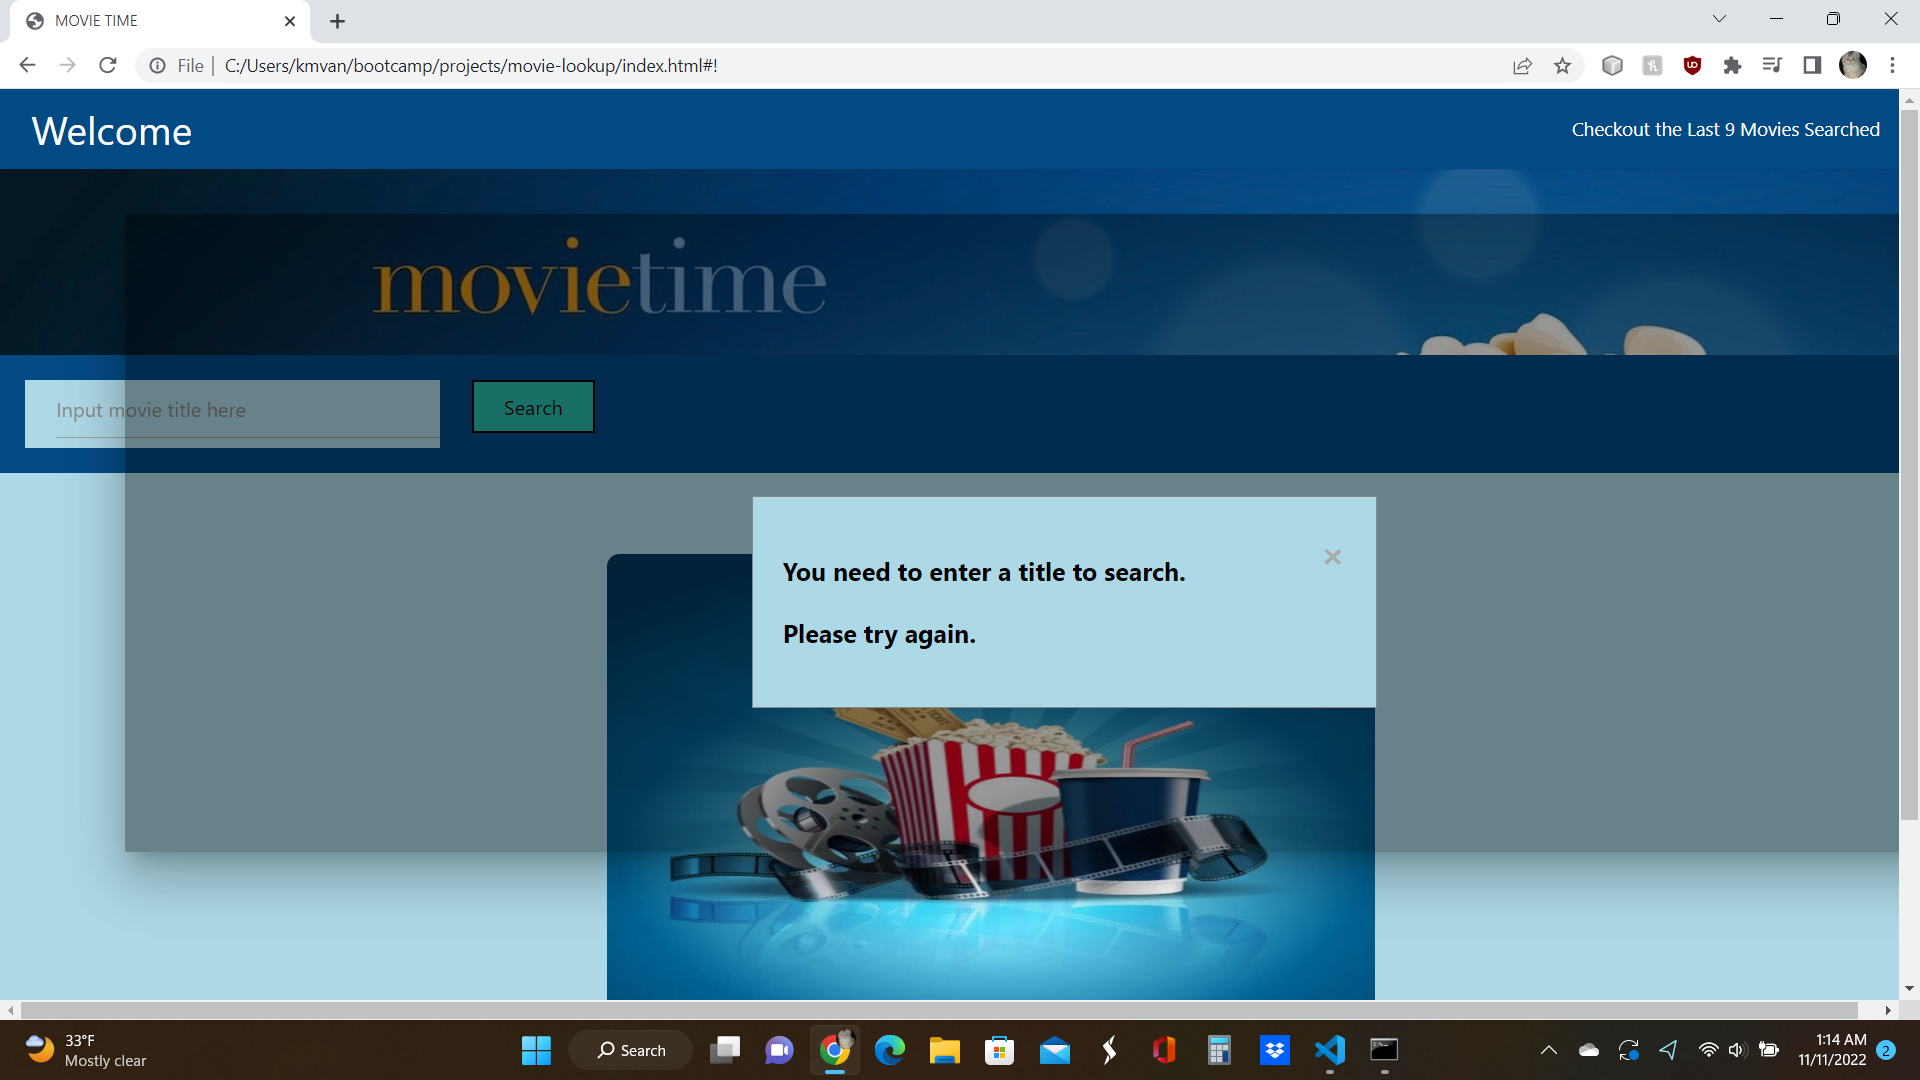 MOVIE TIME
File | C:/Users/kmvan/bootcamp/projects/movie-lookup/index.html#!
Welcome
Checkout the Last 9 Movies Searched
movietime
Input movie title here
Search
You need to enter a title to search.
Please try again.
33°F
Mostly clear
Search
1:14 AM
11/11/2022
2